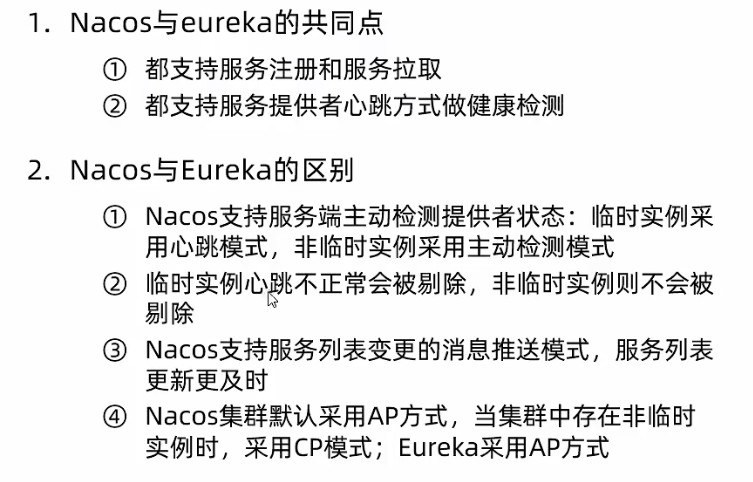 1. Nacos与eureka的共同点
① 都支持服务注册和服务拉取
② 都支持服务提供者心跳方式做健康检测
2. Nacos与Eureka的区别
① Nacos支持服务端主动检测提供者状态：临时实例采
用心跳模式，非临时实例采用主动检测模式
② 临时实例心跳不正常会被剔除，非临时实例则不会被
剔除
③ Nacos支持服务列表变更的消息推送模式，服务列表
更新更及时
④ Nacos集群默认采用AP方式，当集群中存在非临时
实例时，采用CP模式；Eureka采用AP方式